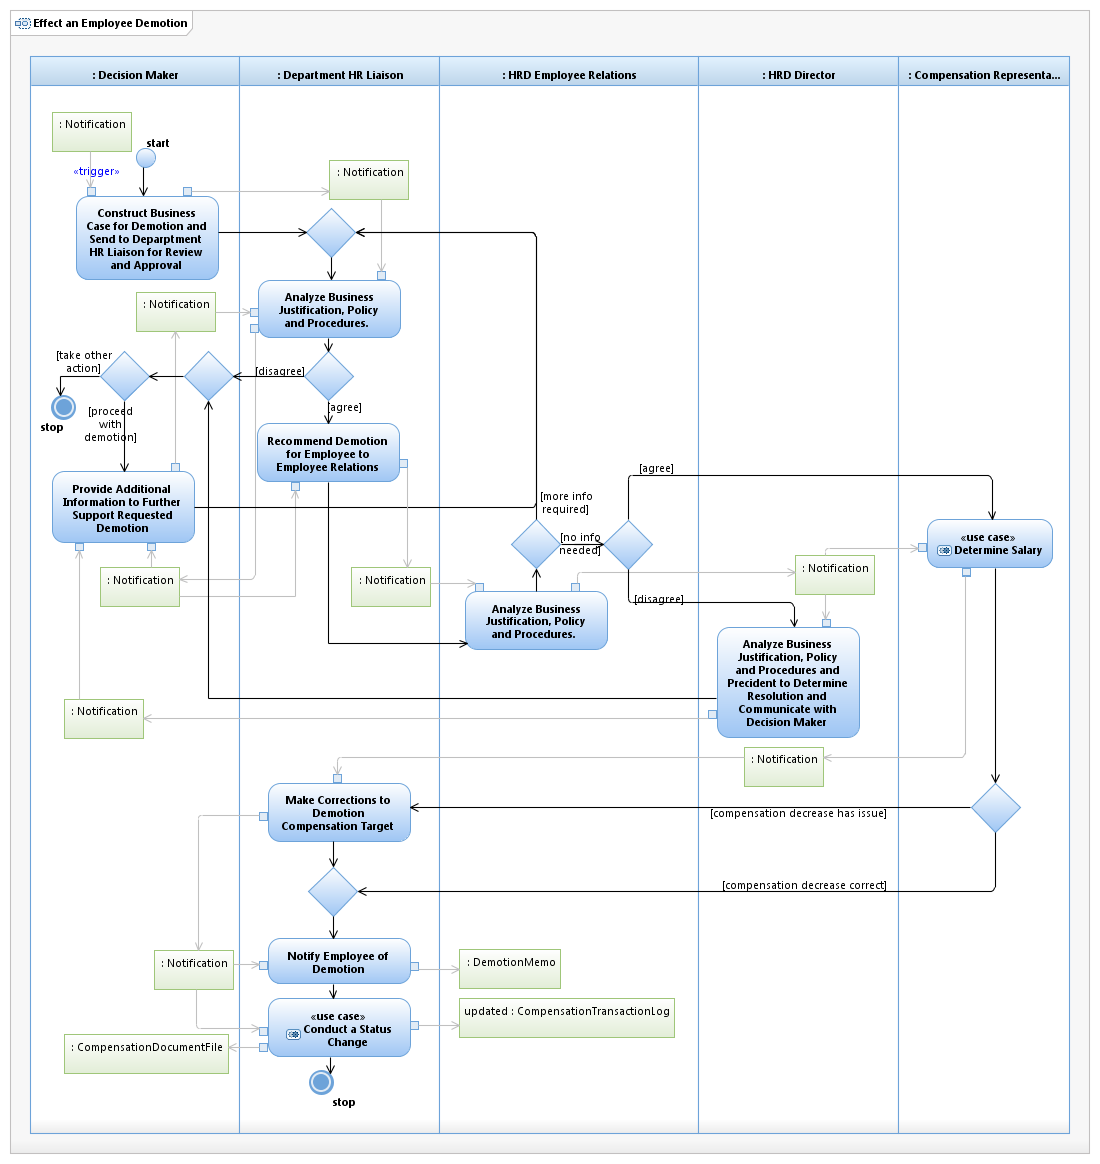 Effect an Employee Demotion
: Decision Maker
: Department HR Liaison
: HRD Employee Relations
: HRD Director
: Compensation Representa...
: Notification
start
«trigger»
: Notification
Construct Business
Case for Demotion and
Send to Deparptment
HR Liaison for Review
and Approval
: Notification
Analyze Business
Justification, Policy
and Procedures.
[take other
action]
[disagree]
stop
[proceed
with
demotion]
[agree]
Recommend Demotion
for Employee to
Employee Relations
[agree]
Provide Additional
Information to Further
Support Requested
Demotion
[more info
required]
[no info
needed]
«use case»
Determine Salary
: Notification
: Notification
: Notification
[disagree]
Analyze Business
Justification, Policy
and Procedures.
Analyze Business
Justification, Policy
and Procedures and
Precident to Determine
Resolution and
Communicate with
Decision Maker
: Notification
: Notification
Make Corrections to
Demotion
Compensation Target
[compensation decrease has issue]
[compensation decrease correct]
: Notification
Notify Employee of
Demotion
: DemotionMemo
«use case»
Conduct a Status
Change
updated : CompensationTransactionLog
: CompensationDocumentFile
stop